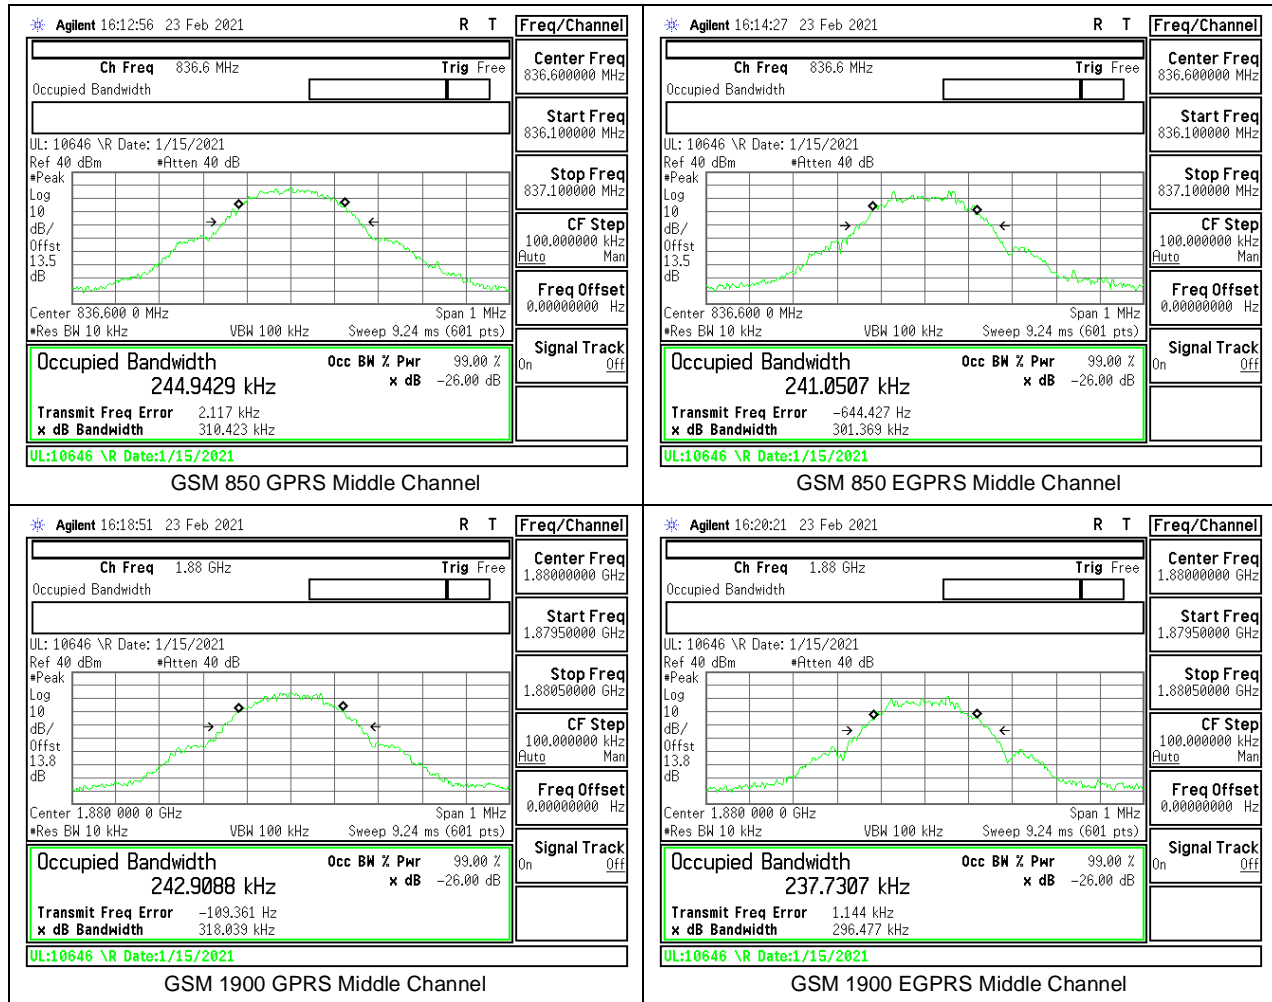 Agilent 16:12:56 23 Feb 2021 R T Freq/Channel
Ch Freq 836.6 MHz Trig Free
Occupied Bandwidth
Center Freq
836.600000 MHz
Start Freq
836.100000 MHz
Stop Freq
837.100000 MHz
CF Step
100.000000 kHz
Auto Man
Freq Offset
0.00000000 Hz
Signal Track
On Off
UL: 10646 \R Date: 1/15/2021
Ref 40 dBm #Atten 40 dB
#Peak
Log
10
dB/
Offst
13.5
dB
Center 836.600 0 MHz Span 1 MHz
#Res BW 10 kHz VBW 100 kHz Sweep 9.24 ms (601 pts)
Occupied Bandwidth Occ BW % Pwr 99.00 %
244.9429 kHz x dB -26.00 dB
Transmit Freq Error 2.117 kHz
x dB Bandwidth 310.423 kHz
UL:10646 \R Date:1/15/2021
GSM 850 GPRS Middle Channel
Agilent 16:14:27 23 Feb 2021 R T Freq/Channel
Ch Freq 836.6 MHz Trig Free
Occupied Bandwidth
Center Freq
836.600000 MHz
Start Freq
836.100000 MHz
Stop Freq
837.100000 MHz
CF Step
100.000000 kHz
Auto Man
Freq Offset
0.00000000 Hz
Signal Track
On Off
UL: 10646 \R Date: 1/15/2021
Ref 40 dBm #Atten 40 dB
#Peak
Log
10
dB/
Offst
13.5
dB
Center 836.600 0 MHz Span 1 MHz
#Res BW 10 kHz VBW 100 kHz Sweep 9.24 ms (601 pts)
Occupied Bandwidth Occ BW % Pwr 99.00 %
241.0507 kHz x dB -26.00 dB
Transmit Freq Error -644.427 Hz
x dB Bandwidth 301.369 kHz
UL:10646 \R Date:1/15/2021
GSM 850 EGPRS Middle Channel
Agilent 16:18:51 23 Feb 2021 R T Freq/Channel
Ch Freq 1.88 GHz Trig Free
Occupied Bandwidth
Center Freq
1.88000000 GHz
Start Freq
1.87950000 GHz
Stop Freq
1.88050000 GHz
CF Step
100.000000 kHz
Auto Man
Freq Offset
0.00000000 Hz
Signal Track
On Off
UL: 10646 \R Date: 1/15/2021
Ref 40 dBm #Atten 40 dB
#Peak
Log
10
dB/
Offst
13.8
dB
Center 1.880 000 0 GHz Span 1 MHz
#Res BW 10 kHz VBW 100 kHz Sweep 9.24 ms (601 pts)
Occupied Bandwidth Occ BW % Pwr 99.00 %
242.9088 kHz x dB -26.00 dB
Transmit Freq Error -109.361 Hz
x dB Bandwidth 318.039 kHz
UL:10646 \R Date:1/15/2021
GSM 1900 GPRS Middle Channel
Agilent 16:20:21 23 Feb 2021 R T Freq/Channel
Ch Freq 1.88 GHz Trig Free
Occupied Bandwidth
Center Freq
1.88000000 GHz
Start Freq
1.87950000 GHz
Stop Freq
1.88050000 GHz
CF Step
100.000000 kHz
Auto Man
Freq Offset
0.00000000 Hz
Signal Track
On Off
UL: 10646 \R Date: 1/15/2021
Ref 40 dBm #Atten 40 dB
#Peak
Log
10
dB/
Offst
13.8
dB
Center 1.880 000 0 GHz Span 1 MHz
#Res BW 10 kHz VBW 100 kHz Sweep 9.24 ms (601 pts)
Occupied Bandwidth Occ BW % Pwr 99.00 %
237.7307 kHz x dB -26.00 dB
Transmit Freq Error 1.144 kHz
x dB Bandwidth 296.477 kHz
UL:10646 \R Date:1/15/2021
GSM 1900 EGPRS Middle Channel